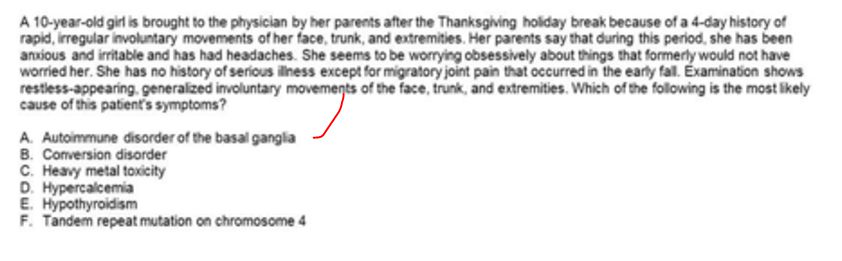 A 10-year-old girl is brought to the physician by her parents after the Thanksgiving holiday break because of a 4-day history of
rapid, irregular involuntary movements of her face, trunk, and extremities. Her parents say that during this period, she has been
anxious and irritable and has had headaches. She seems to be worrying obsessively about things that formerly would not have
worried her. She has no history of serious illness except for migratory joint pain that occurred in the early fall. Examination shows
restless-appearing, generalized involuntary movements of the face, trunk, and extremities. Which of the following is the most likely
cause of this patient's symptoms?
A. Autoimmune disorder of the basal ganglia
B. Conversion disorder
C. Heavy metal toxicity
D. Hypercalcemia
E. Hypothyroidism
F. Tandem repeat mutation on chromosome 4